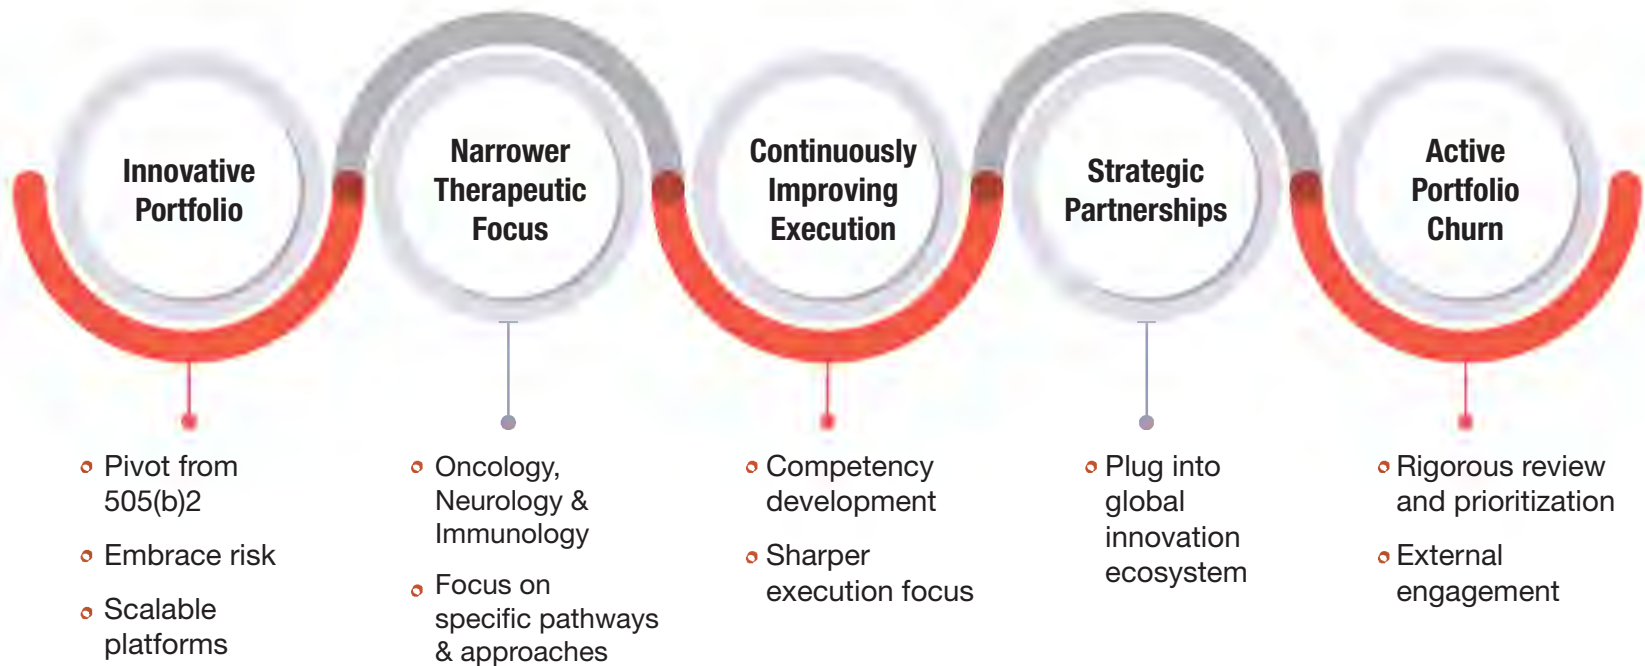 Innovative
Portfolio
Narrower
Therapeutic
Focus
Continuously
Improving
Execution
Strategic
Partnerships
Active
Portfolio
Churn
Pivot from
505(b)2
Embrace risk
Scalable
platforms
Oncology,
Neurology &
Immunology
Focus on
specific pathways
& approaches
Competency
development
Sharper
execution focus
Plug into
global
innovation
ecosystem
Rigorous review
and prioritization
External
engagement